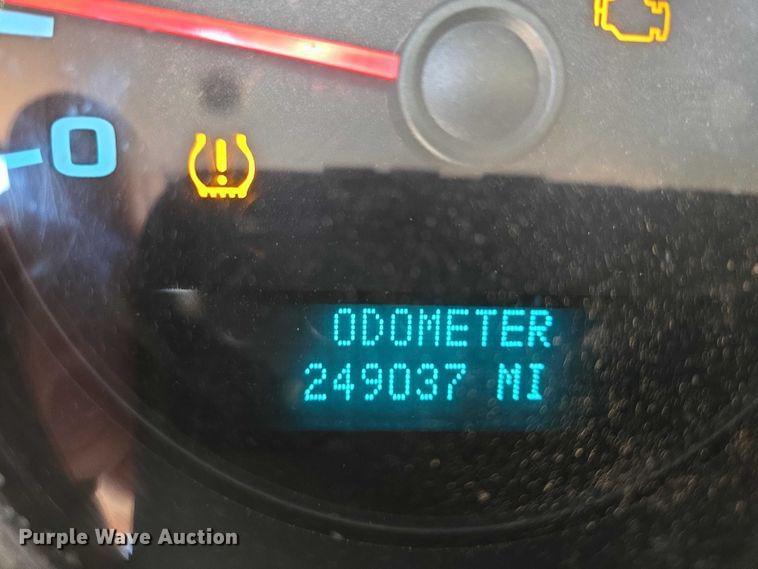 0
ODOMETER
249037 MI
Purple Wave Auction